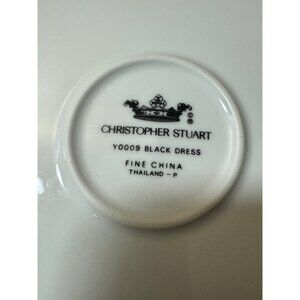 ©®
CHRISTOPHER STUART
Y0009 BLACK DRESS
FINE CHINA
THAILAND - P